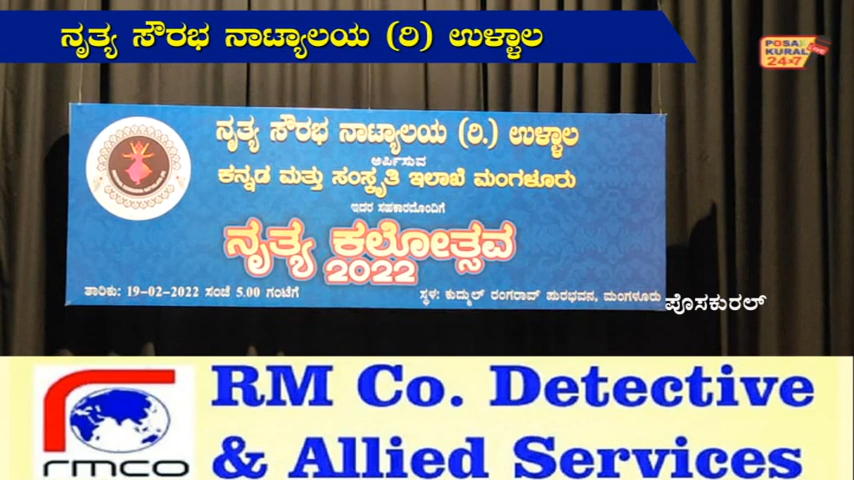 ನೃತ್ಯ ಸೌರಭ ನಾಟ್ಯಾಲಯ (ರಿ) ಉಳ್ಳಾಲ
POSAK KURAL
24x7
ನೃತ್ಯ ಸೌರಭ ನಾಟ್ಯಾಲಯ (ರಿ.) ಉಳ್ಳಾಲ
ಅರ್ಪಿಸುವ
ಕನ್ನಡ ಮತ್ತು ಸಂಸ್ಕೃತಿ ಇಲಾಖೆ ಮಂಗಳೂರು
ಇದರ ಸಹಕಾರದೊಂದಿಗೆ
ನೃತ್ಯ ಕಲೋತ್ಸವ
2022
ತಾರಿಕು: 19-02-2022 ಸಂಜೆ 5.00 ಗಂಟೆಗೆ
ಸ್ಥಳ: ಕುದ್ಮುಲ್ ರಂಗರಾವ್ ಪುರಭವನ, ಮಂಗಳೂರು
ಪೊಸಕುರಲ್
rmco
RM Co. Detective
& Allied Services